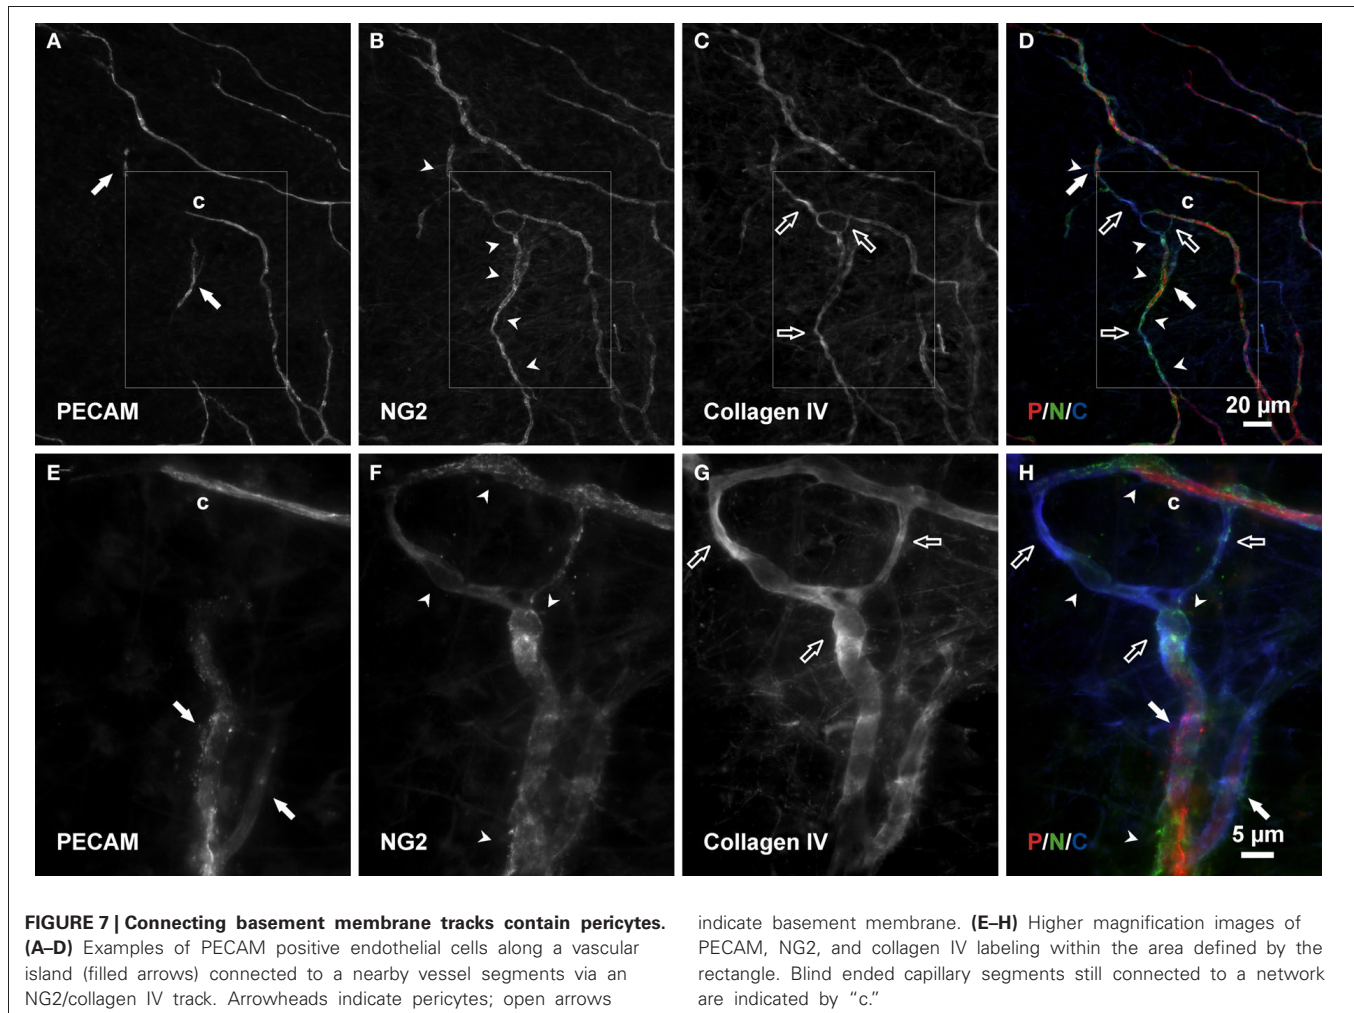 A
B
C
D
c
c
PECAM
NG2
Collagen IV
P/N/C
20 µm
E
F
G
H
c
c
PECAM
NG2
Collagen IV
P/N/C
5 µm
FIGURE 7 | Connecting basement membrane tracks contain pericytes.
(A–D) Examples of PECAM positive endothelial cells along a vascular
island (filled arrows) connected to a nearby vessel segments via an
NG2/collagen IV track. Arrowheads indicate pericytes; open arrows
indicate basement membrane. (E–H) Higher magnification images of
PECAM, NG2, and collagen IV labeling within the area defined by the
rectangle. Blind ended capillary segments still connected to a network
are indicated by “c.”